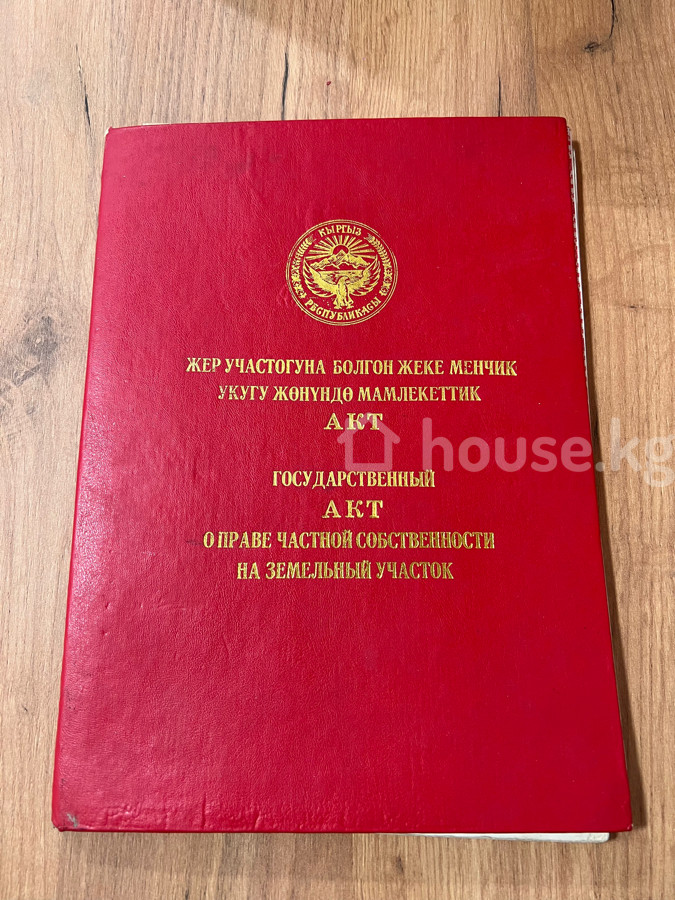 КЫРГЫЗ
РЕСПУБЛИКАСЫ
ЖЕР УЧАСТОГУНА БОЛГОН ЖЕКЕ МЕНЧИК
УКУГУ ЖӨНҮНДӨ МАМЛЕКЕТТИК
АКТ
house.kg
ГОСУДАРСТВЕННЫЙ
АКТ
О ПРАВЕ ЧАСТНОЙ СОБСТВЕННОСТИ
НА ЗЕМЕЛЬНЫЙ УЧАСТОК